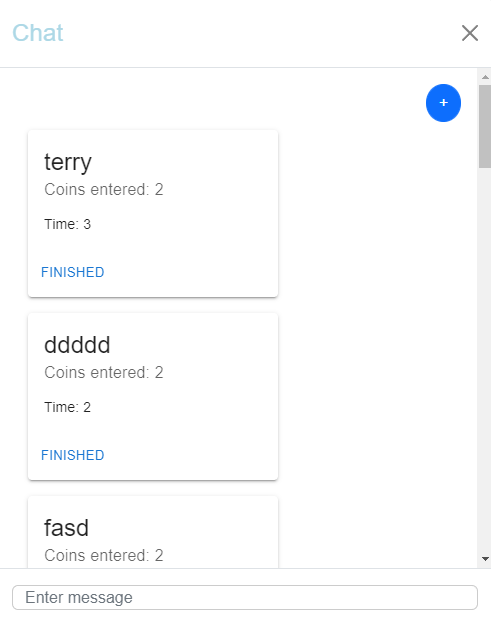 Chat
+
terry
Coins entered: 2
Time: 3
FINISHED
ddddd
Coins entered: 2
Time: 2
FINISHED
fasd
Coins entered: 2
Enter message